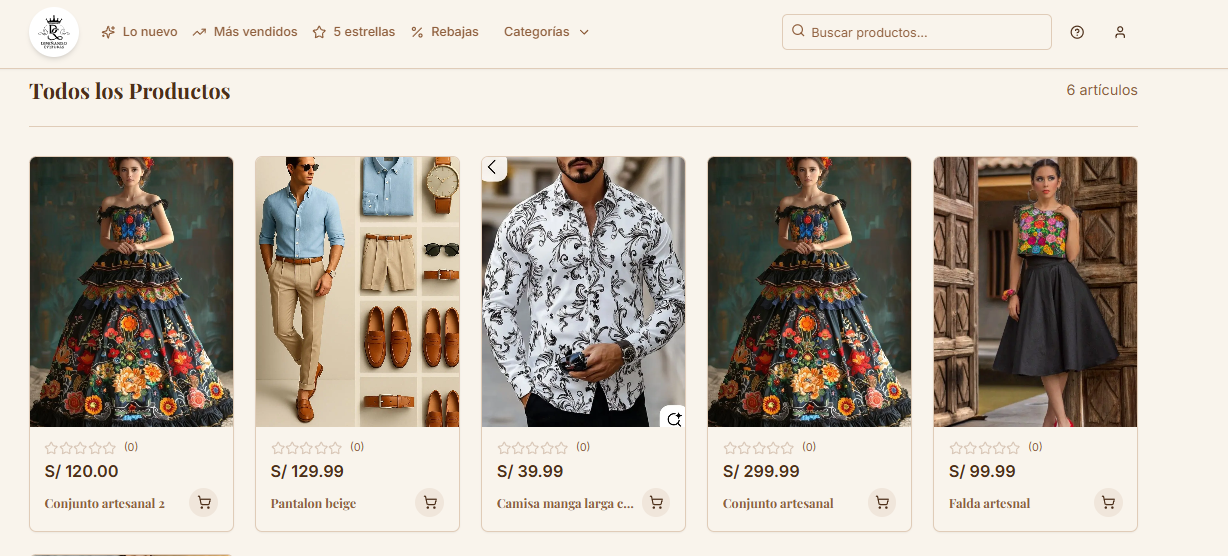 Lo nuevo
Más vendidos
5 estrellas
Rebajas
Categorías
Buscar productos...
Todos los Productos
6 artículos
(0)
S/ 120.00
Conjunto artesanal 2
(0)
S/ 129.99
Pantalon beige
(0)
S/ 39.99
Camisa manga larga c...
(0)
S/ 299.99
Conjunto artesanal
(0)
S/ 99.99
Falda artesnal